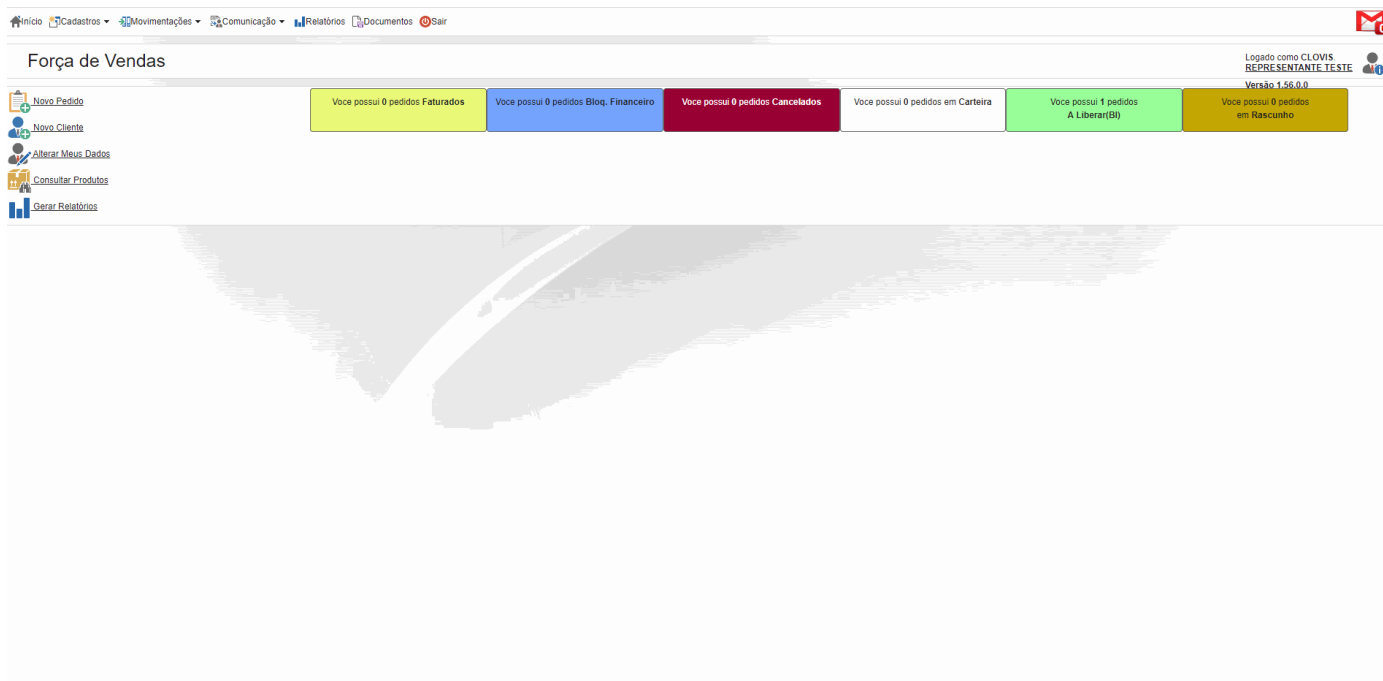 Início Cadastros Movimentações Comunicação Relatórios Documentos Sair
Força de Vendas
Logado como CLOVIS
REPRESENTANTE TESTE
Versão 1.56.0.0
Novo Pedido
Novo Cliente
Alterar Meus Dados
Consultar Produtos
Gerar Relatórios
Voce possui 0 pedidos Faturados
Voce possui 0 pedidos Bloq. Financeiro
Voce possui 0 pedidos Cancelados
Voce possui 0 pedidos em Carteira
Voce possui 1 pedidos
A Liberar(BI)
Voce possui 0 pedidos
em Rascunho